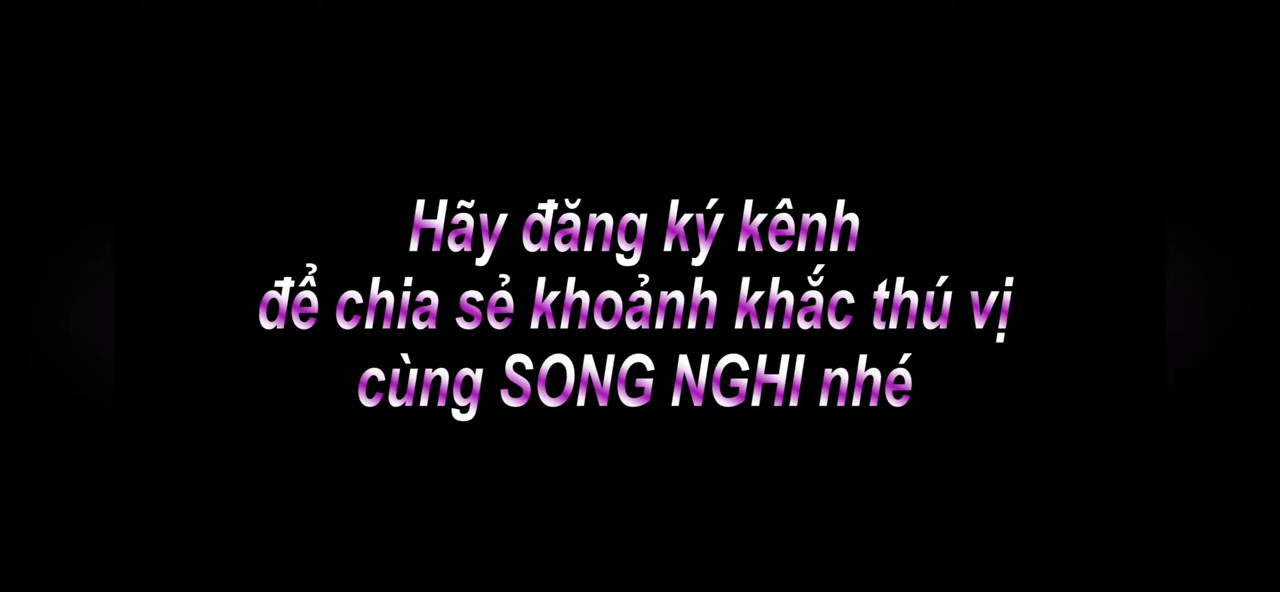 Hãy đăng ký kênh
để chia sẻ khoảnh khắc thú vị
cùng SONG NGHI nhé